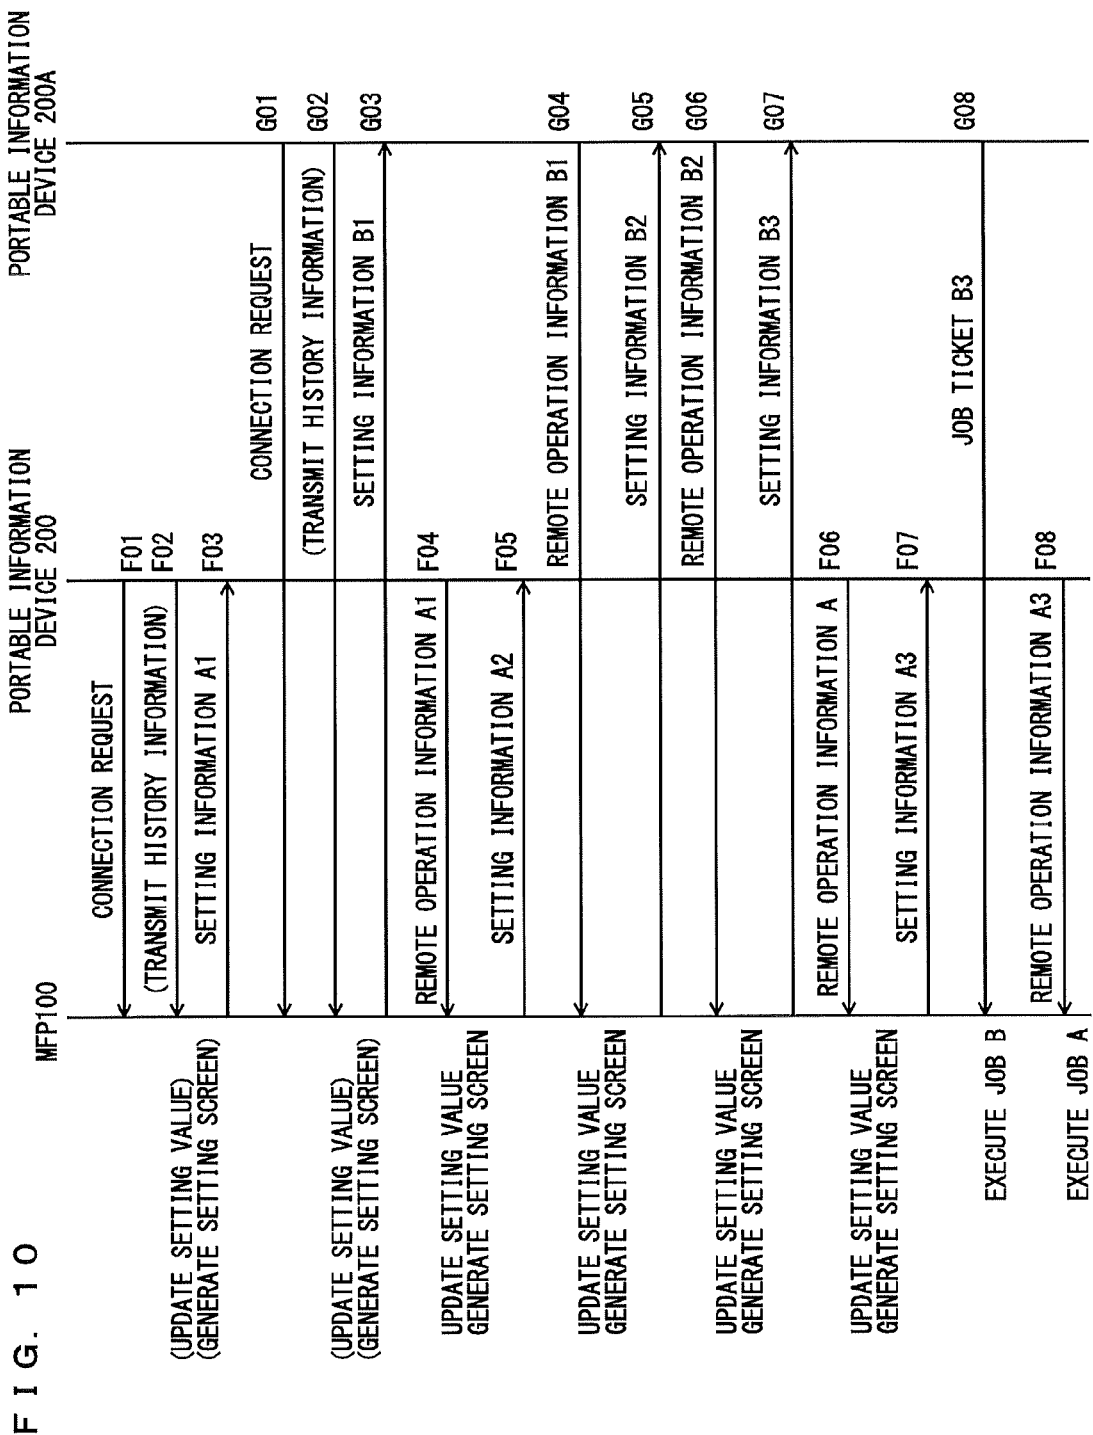 FIG. 10
MFP100
PORTABLE INFORMATION
DEVICE 200
PORTABLE INFORMATION
DEVICE 200A
CONNECTION REQUEST
F01
(TRANSMIT HISTORY INFORMATION)
F02
(UPDATE SETTING VALUE)
(GENERATE SETTING SCREEN)
SETTING INFORMATION A1
F03
CONNECTION REQUEST
G01
(TRANSMIT HISTORY INFORMATION)
G02
(UPDATE SETTING VALUE)
(GENERATE SETTING SCREEN)
SETTING INFORMATION B1
G03
REMOTE OPERATION INFORMATION A1
F04
UPDATE SETTING VALUE
GENERATE SETTING SCREEN
SETTING INFORMATION A2
F05
REMOTE OPERATION INFORMATION B1
G04
UPDATE SETTING VALUE
GENERATE SETTING SCREEN
SETTING INFORMATION B2
G05
REMOTE OPERATION INFORMATION B2
G06
UPDATE SETTING VALUE
GENERATE SETTING SCREEN
SETTING INFORMATION B3
G07
REMOTE OPERATION INFORMATION A
F06
UPDATE SETTING VALUE
GENERATE SETTING SCREEN
SETTING INFORMATION A3
F07
JOB TICKET B3
G08
EXECUTE JOB B
REMOTE OPERATION INFORMATION A3
F08
EXECUTE JOB A